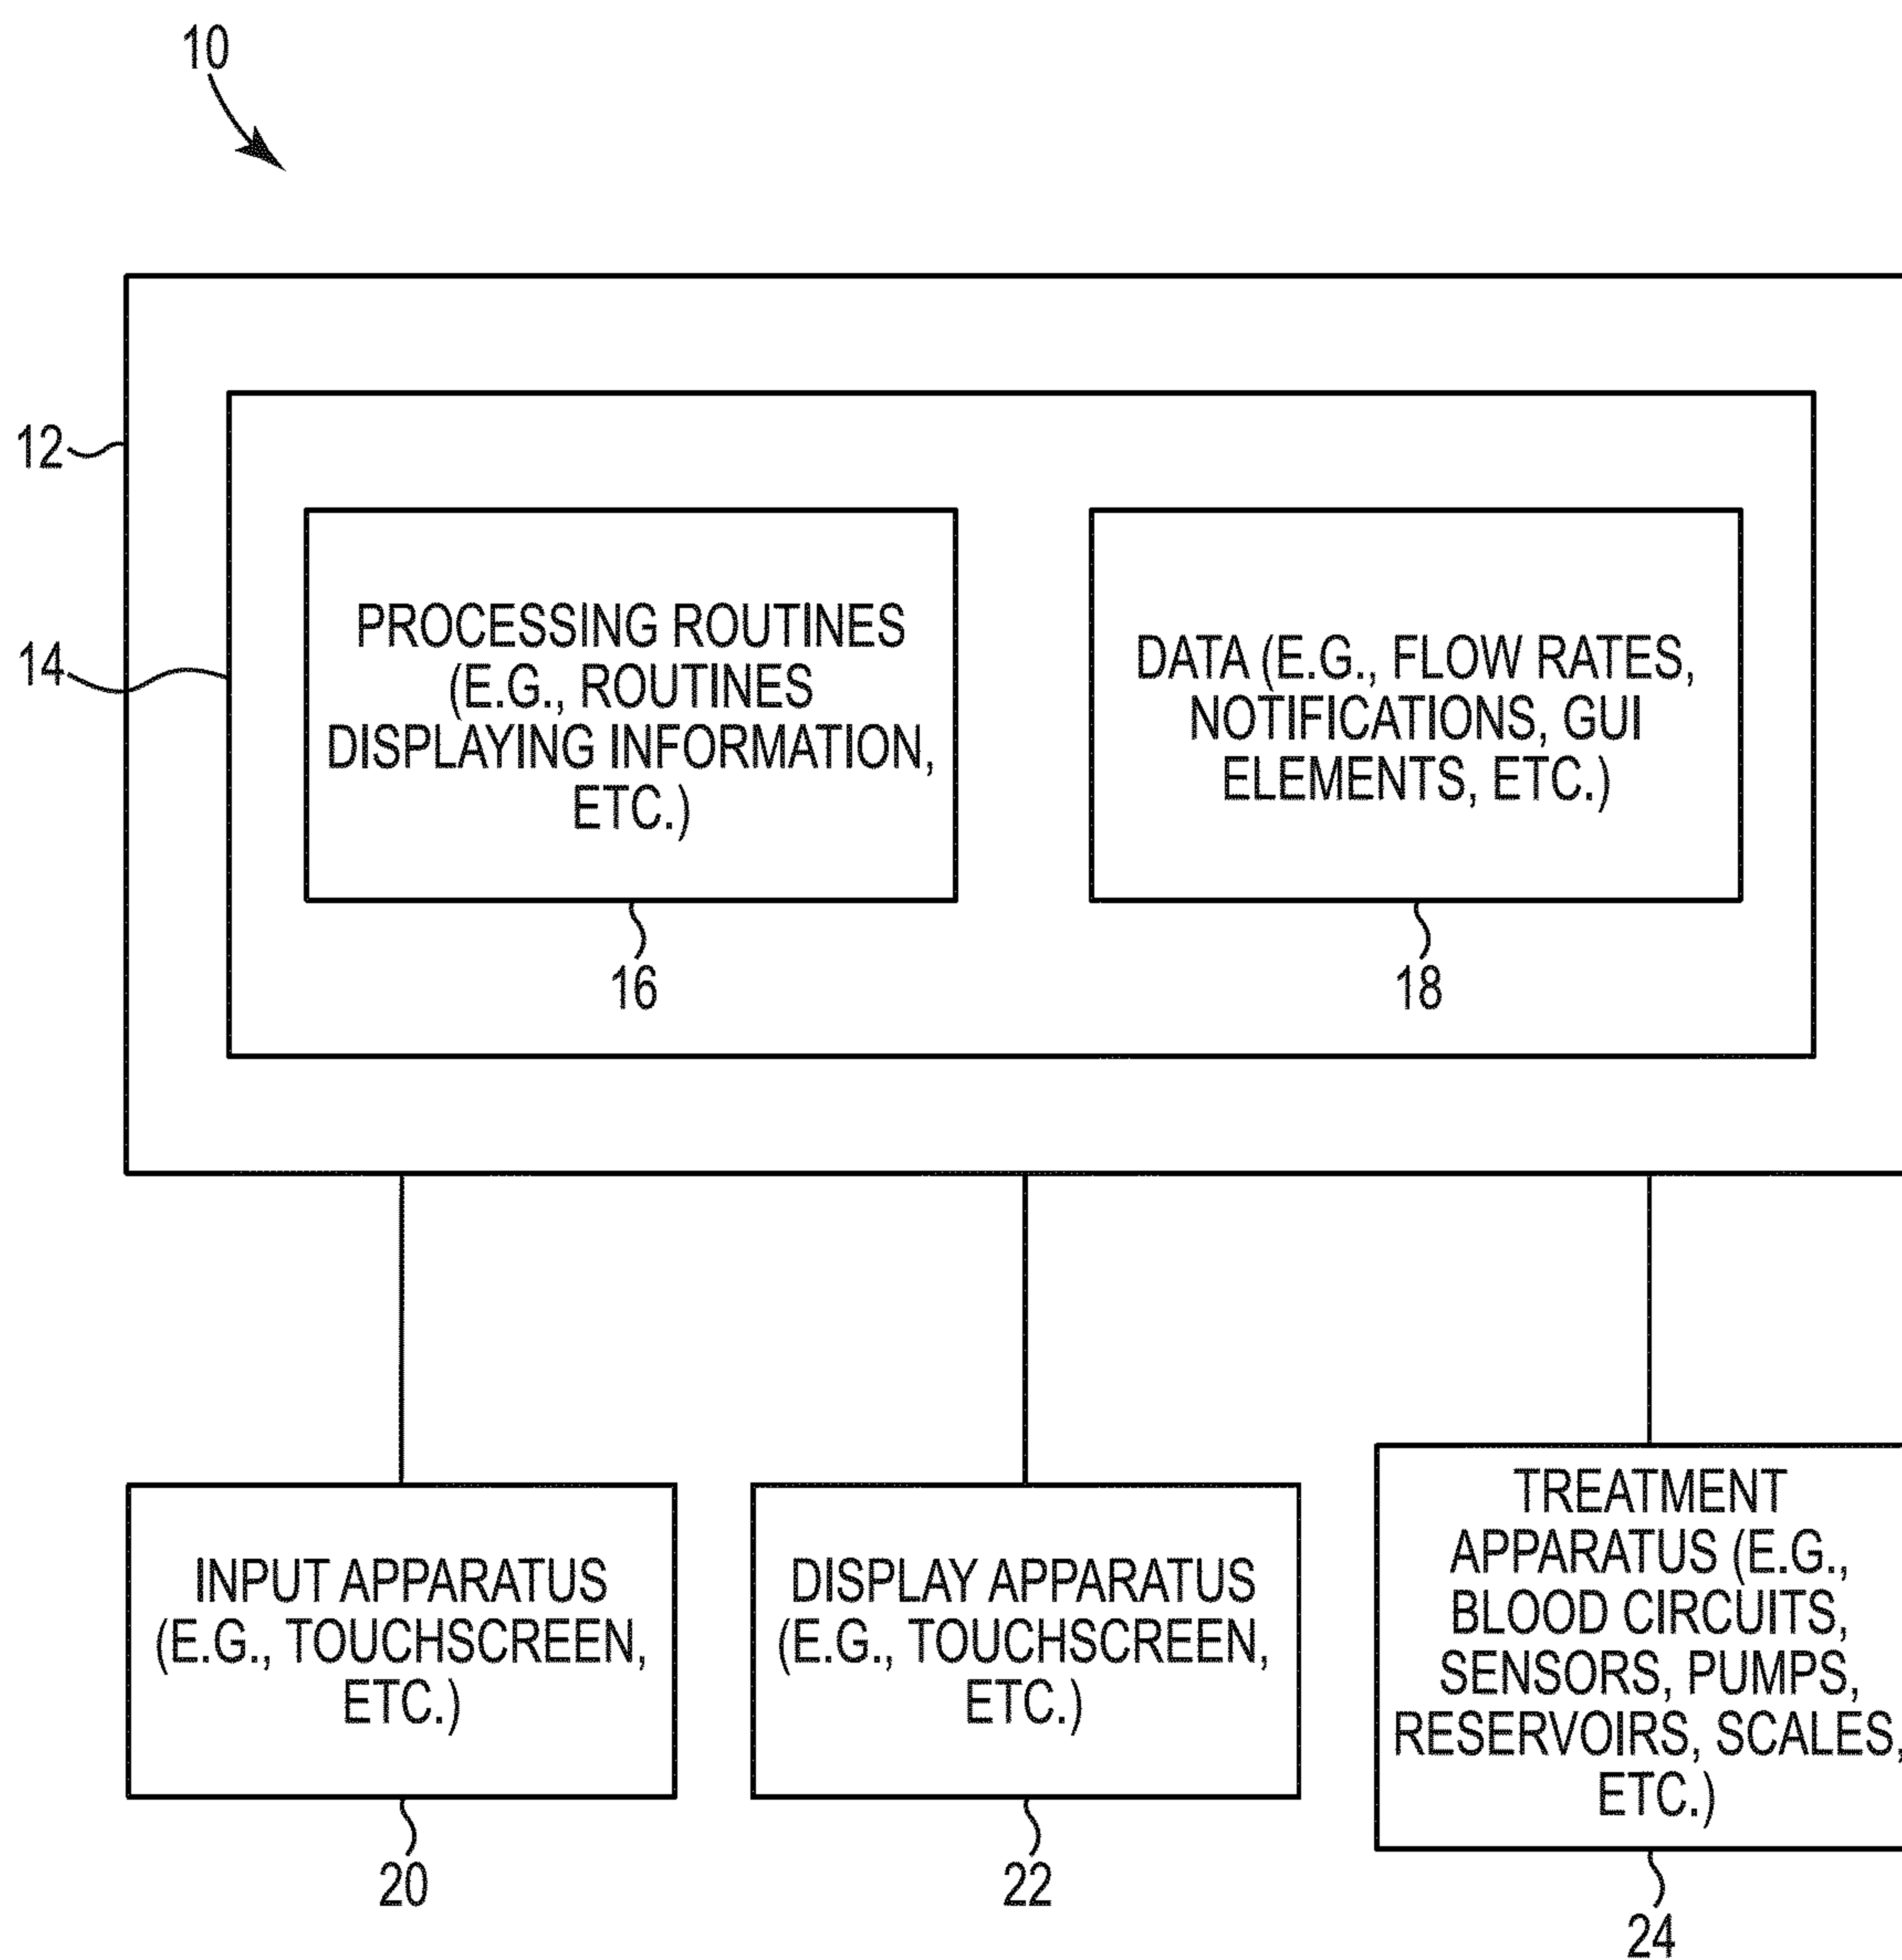 10
12
14
PROCESSING ROUTINES
(E.G., ROUTINES
DISPLAYING INFORMATION,
ETC.)
16
DATA (E.G., FLOW RATES,
NOTIFICATIONS, GUI
ELEMENTS, ETC.)
18
INPUT APPARATUS
(E.G., TOUCHSCREEN,
ETC.)
20
DISPLAY APPARATUS
(E.G., TOUCHSCREEN,
ETC.)
22
TREATMENT
APPARATUS (E.G.,
BLOOD CIRCUITS,
SENSORS, PUMPS,
RESERVOIRS, SCALES,
ETC.)
24